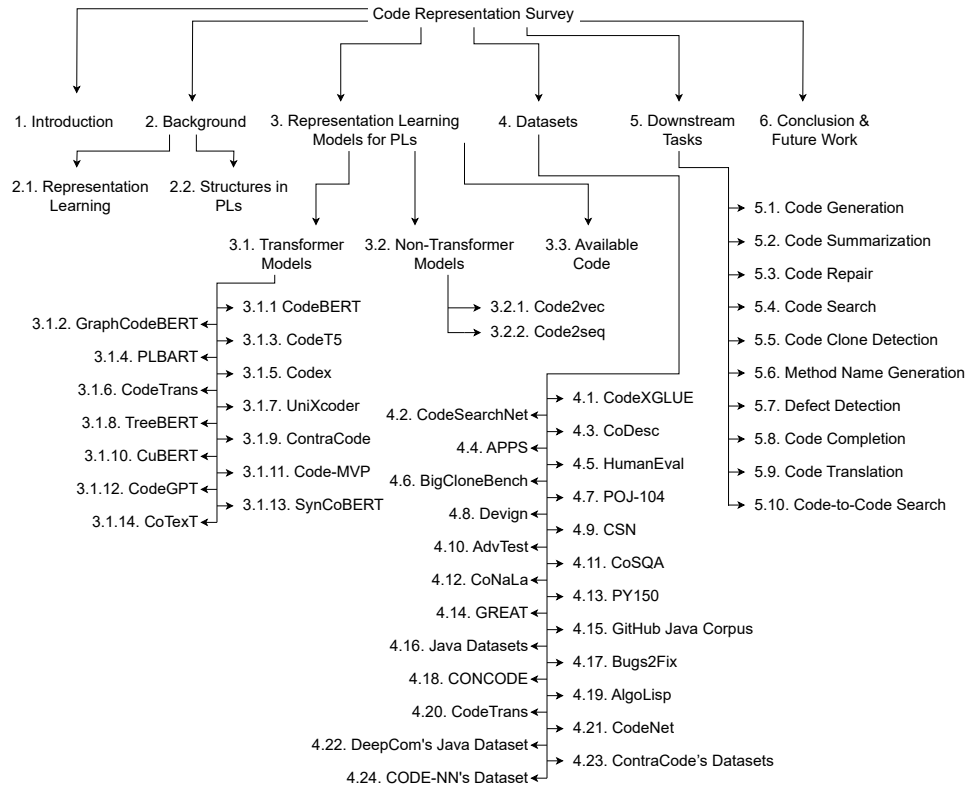 Code Representation Survey
1. Introduction
2. Background
3. Representation Learning
Models for PLs
4. Datasets
5. Downstream
Tasks
6. Conclusion &
Future Work
2.1. Representation
Learning
2.2. Structures in
PLs
3.1. Transformer
Models
3.2. Non-Transformer
Models
3.3. Available
Code
3.1.1 CodeBERT
3.1.2. GraphCodeBERT
3.1.3. CodeT5
3.1.4. PLBART
3.1.5. Codex
3.1.6. CodeTrans
3.1.7. UniXcoder
3.1.8. TreeBERT
3.1.9. ContraCode
3.1.10. CuBERT
3.1.11. Code-MVP
3.1.12. CodeGPT
3.1.13. SynCoBERT
3.1.14. CoTexT
3.2.1. Code2vec
3.2.2. Code2seq
4.1. CodeXGLUE
4.2. CodeSearchNet
4.3. CoDesc
4.4. APPS
4.5. HumanEval
4.6. BigCloneBench
4.7. POJ-104
4.8. Devign
4.9. CSN
4.10. AdvTest
4.11. CoSQA
4.12. CoNaLa
4.13. PY150
4.14. GREAT
4.15. GitHub Java Corpus
4.16. Java Datasets
4.17. Bugs2Fix
4.18. CONCODE
4.19. AlgoLisp
4.20. CodeTrans
4.21. CodeNet
4.22. DeepCom's Java Dataset
4.23. ContraCode’s Datasets
4.24. CODE-NN's Dataset
5.1. Code Generation
5.2. Code Summarization
5.3. Code Repair
5.4. Code Search
5.5. Code Clone Detection
5.6. Method Name Generation
5.7. Defect Detection
5.8. Code Completion
5.9. Code Translation
5.10. Code-to-Code Search